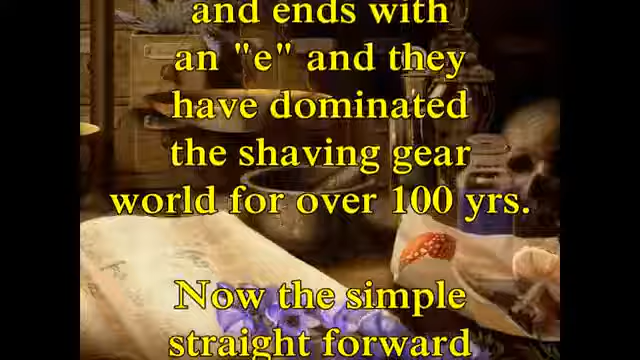 and ends with
an "e" and they
have dominated
the shaving gear
world for over 100 yrs.
Now the simple
straight forward